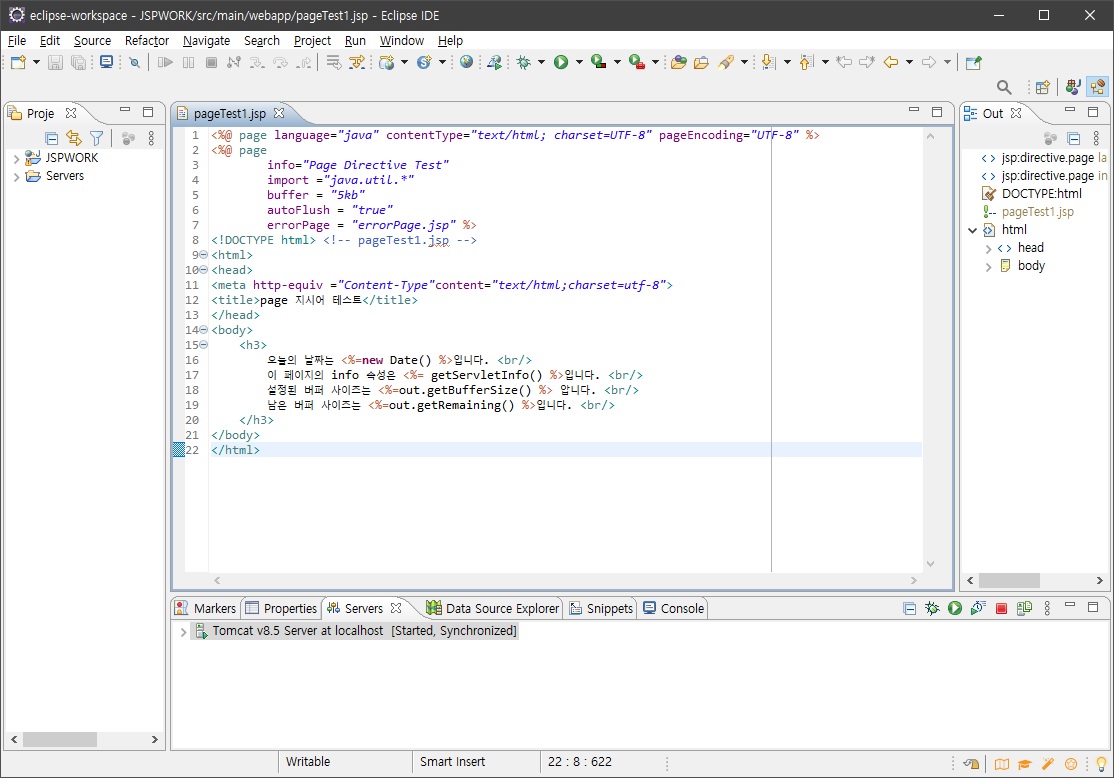 eclipse-workspace - JSPWORK/src/main/webapp/pageTest1.jsp - Eclipse IDE
File Edit Source Refactor Navigate Search Project Run Window Help
Proje
JSPWORK
Servers
pageTest1.jsp
1 <%@ page language="java" contentType="text/html; charset=UTF-8" pageEncoding="UTF-8" %>
2 <%@ page
3 info="Page Directive Test"
4 import ="java.util.*"
5 buffer = "5kb"
6 autoFlush = "true"
7 errorPage = "errorPage.jsp" %>
8 <!DOCTYPE html> <!-- pageTest1.jsp -->
9 <html>
10 <head>
11 <meta http-equiv ="Content-Type"content="text/html;charset=utf-8">
12 <title>page 지시어 테스트</title>
13 </head>
14 <body>
15 <h3>
16 오늘의 날짜는 <%=new Date() %>입니다. <br/>
17 이 페이지의 info 속성은 <%= getServletInfo() %>입니다. <br/>
18 설정된 버퍼 사이즈는 <%=out.getBufferSize() %> 압니다. <br/>
19 남은 버퍼 사이즈는 <%=out.getRemaining() %>입니다. <br/>
20 </h3>
21 </body>
22 </html>
Out
jsp:directive.page la
jsp:directive.page in
DOCTYPE:html
pageTest1.jsp
html
head
body
Markers Properties Servers Data Source Explorer Snippets Console
Tomcat v8.5 Server at localhost [Started, Synchronized]
Writable Smart Insert 22 : 8 : 622